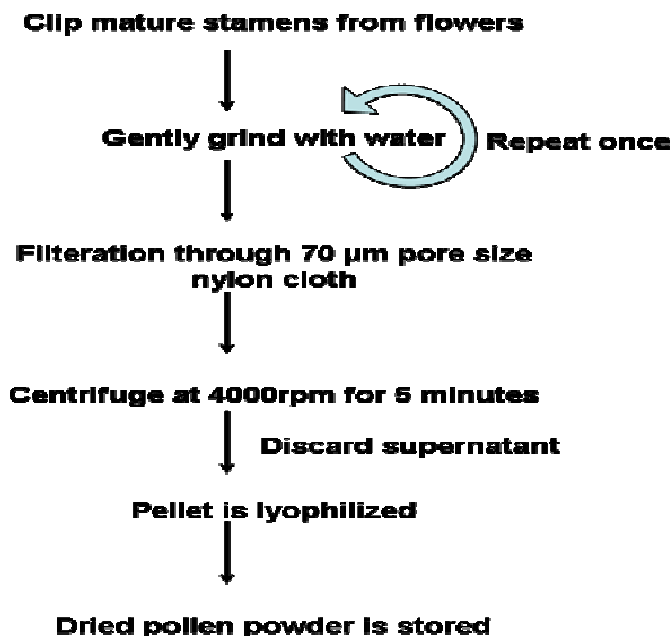 Clip mature stamens from flowers
Gently grind with water
Repeat once
Filteration through 70 µm pore size
nylon cloth
Centrifuge at 4000rpm for 5 minutes
Discard supernatant
Pellet is lyophilized
Dried pollen powder is stored